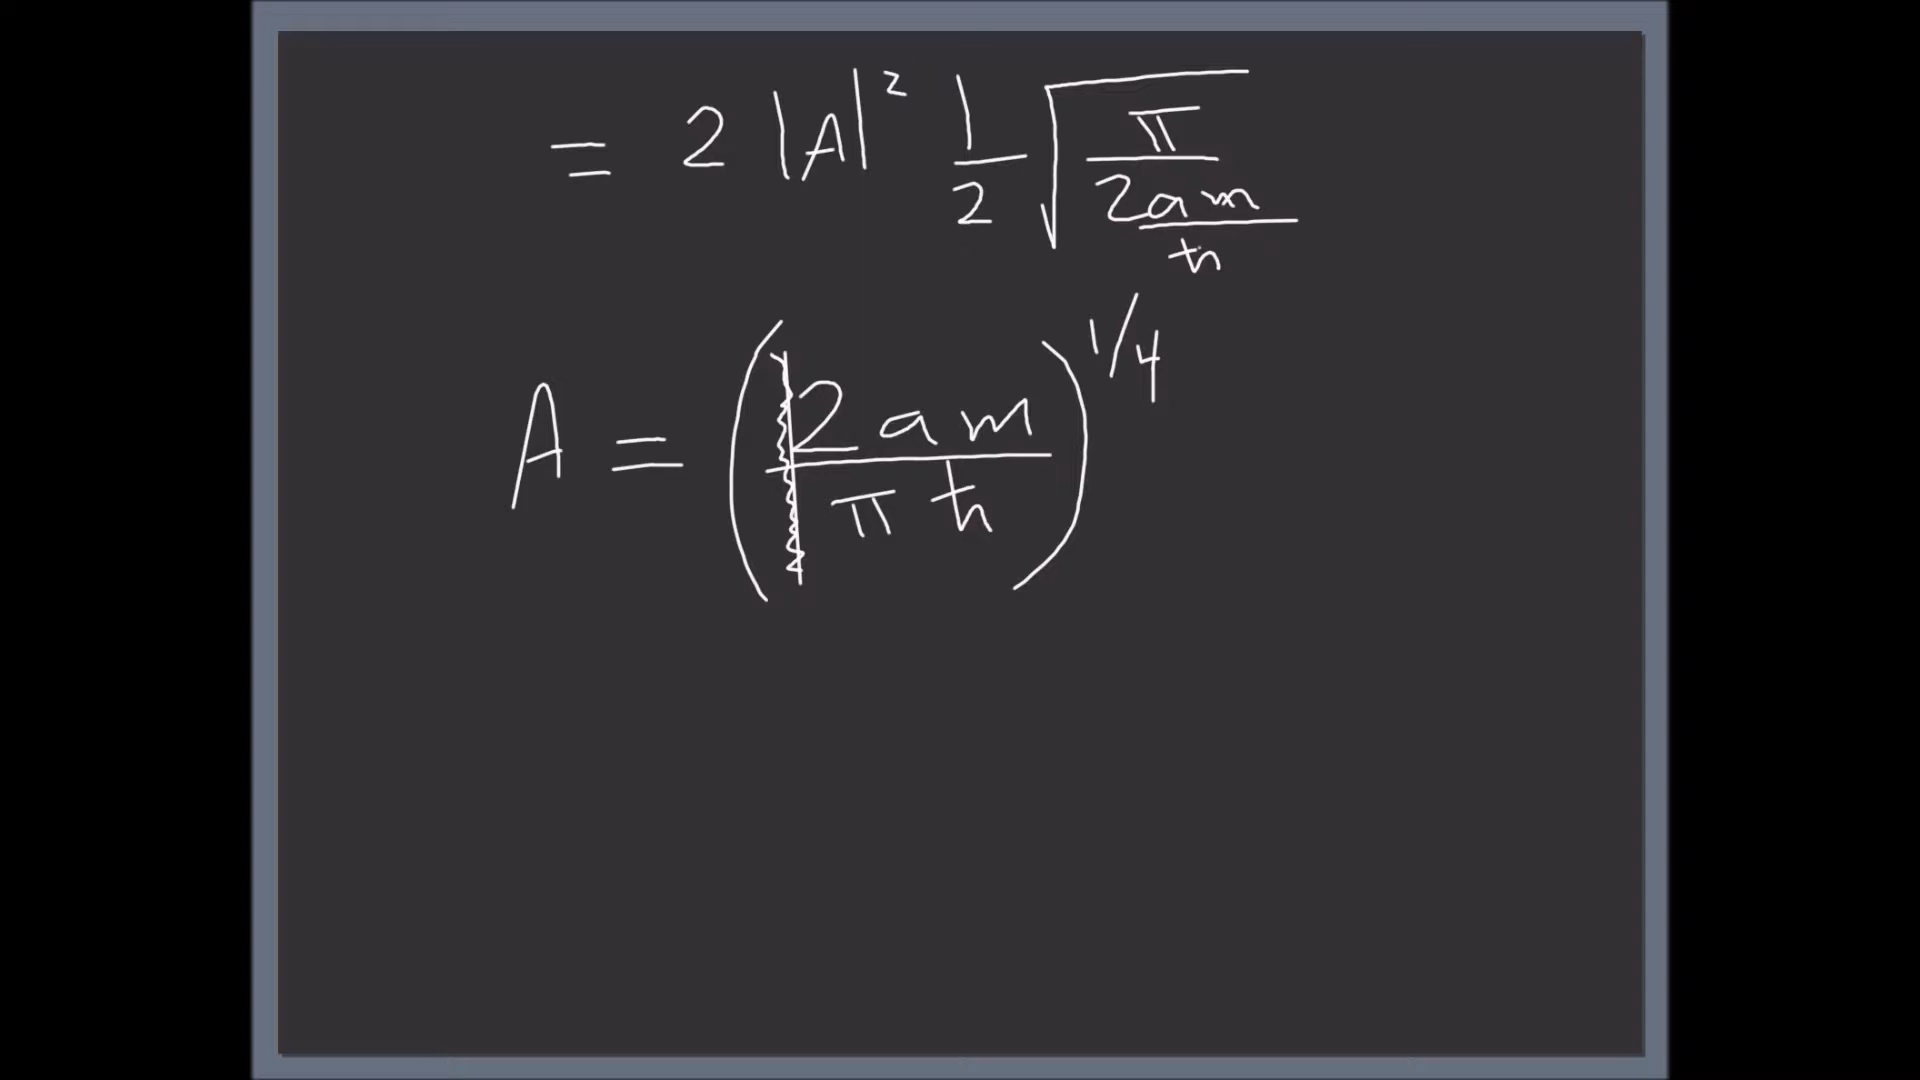 = 2 |A|² 1/2 √(π/(2am/ħ))
A = (2am/πħ)^1/4